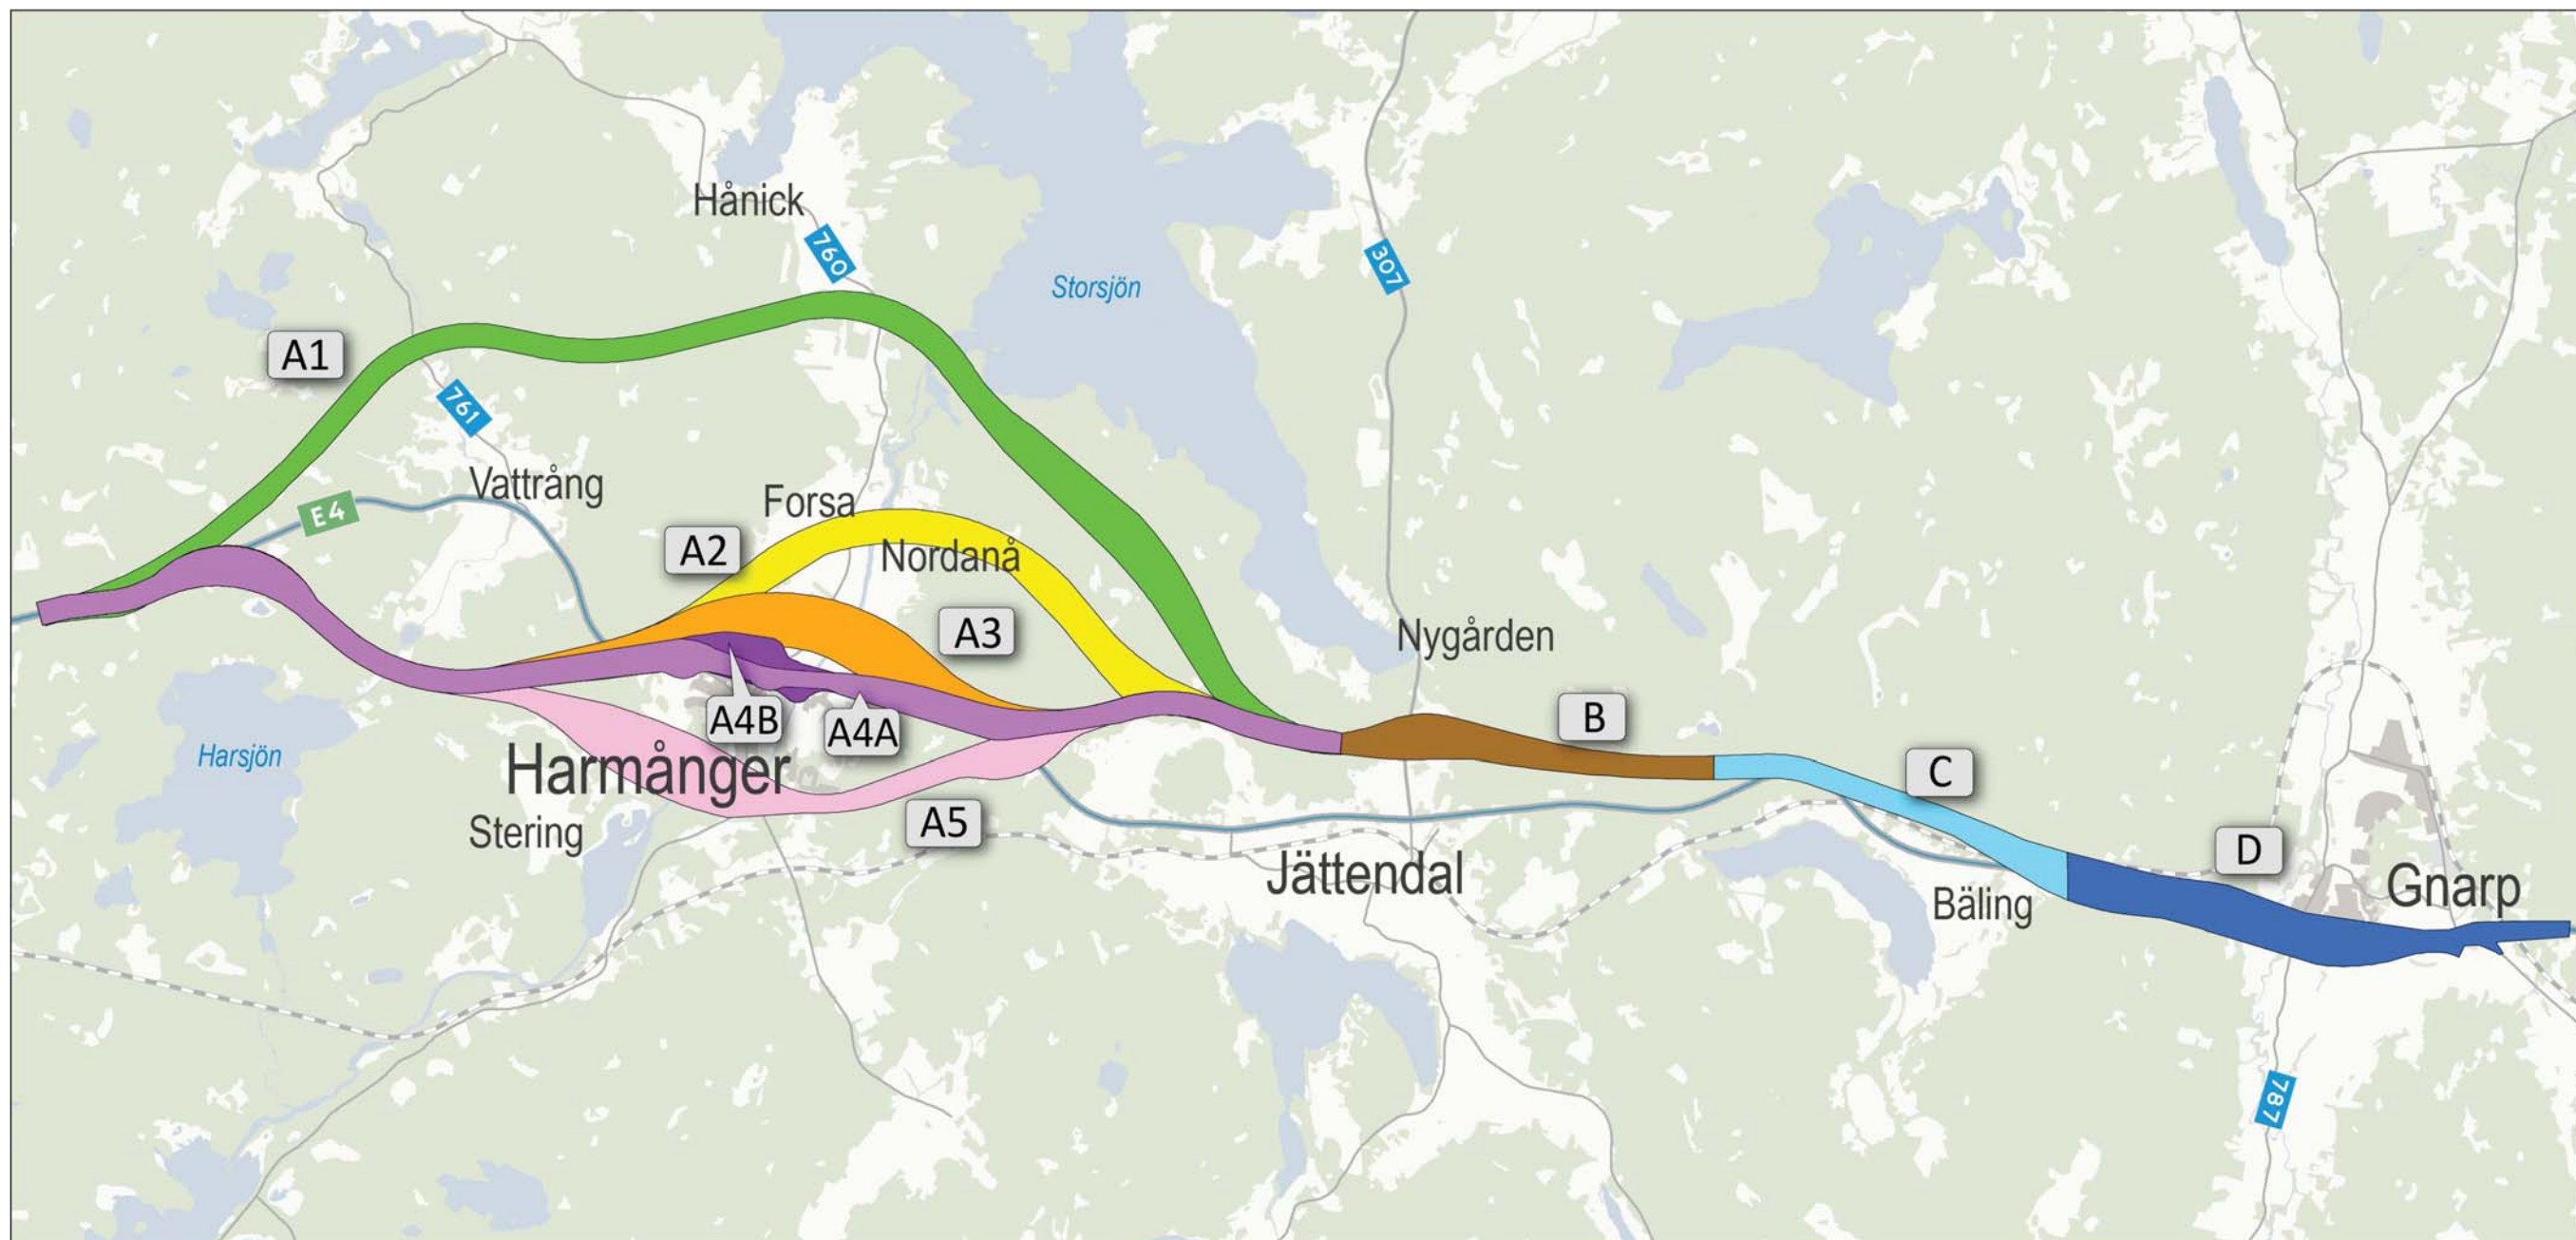 Hånick
760
307
Storsjön
A1
761
Vattrång
E4
Forsa
A2
Nordanå
A3
Nygården
A4B
A4A
B
Harsjön
Harmånger
C
Stering
A5
Jättendal
D
Gnarp
Bäling
787